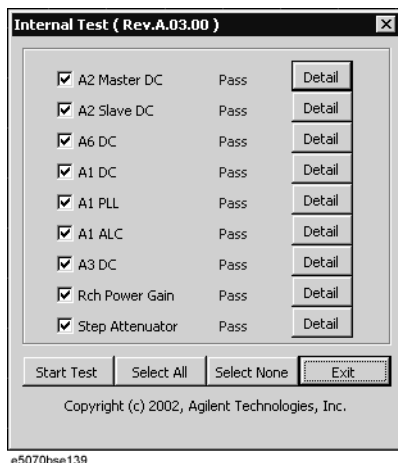 Internal Test ( Rev.A.03.00 )
A2 Master DC Pass Detail
A2 Slave DC Pass Detail
A6 DC Pass Detail
A1 DC Pass Detail
A1 PLL Pass Detail
A1 ALC Pass Detail
A3 DC Pass Detail
Rch Power Gain Pass Detail
Step Attenuator Pass Detail
Start Test Select All Select None Exit
Copyright (c) 2002, Agilent Technologies, Inc.
e5070bse139